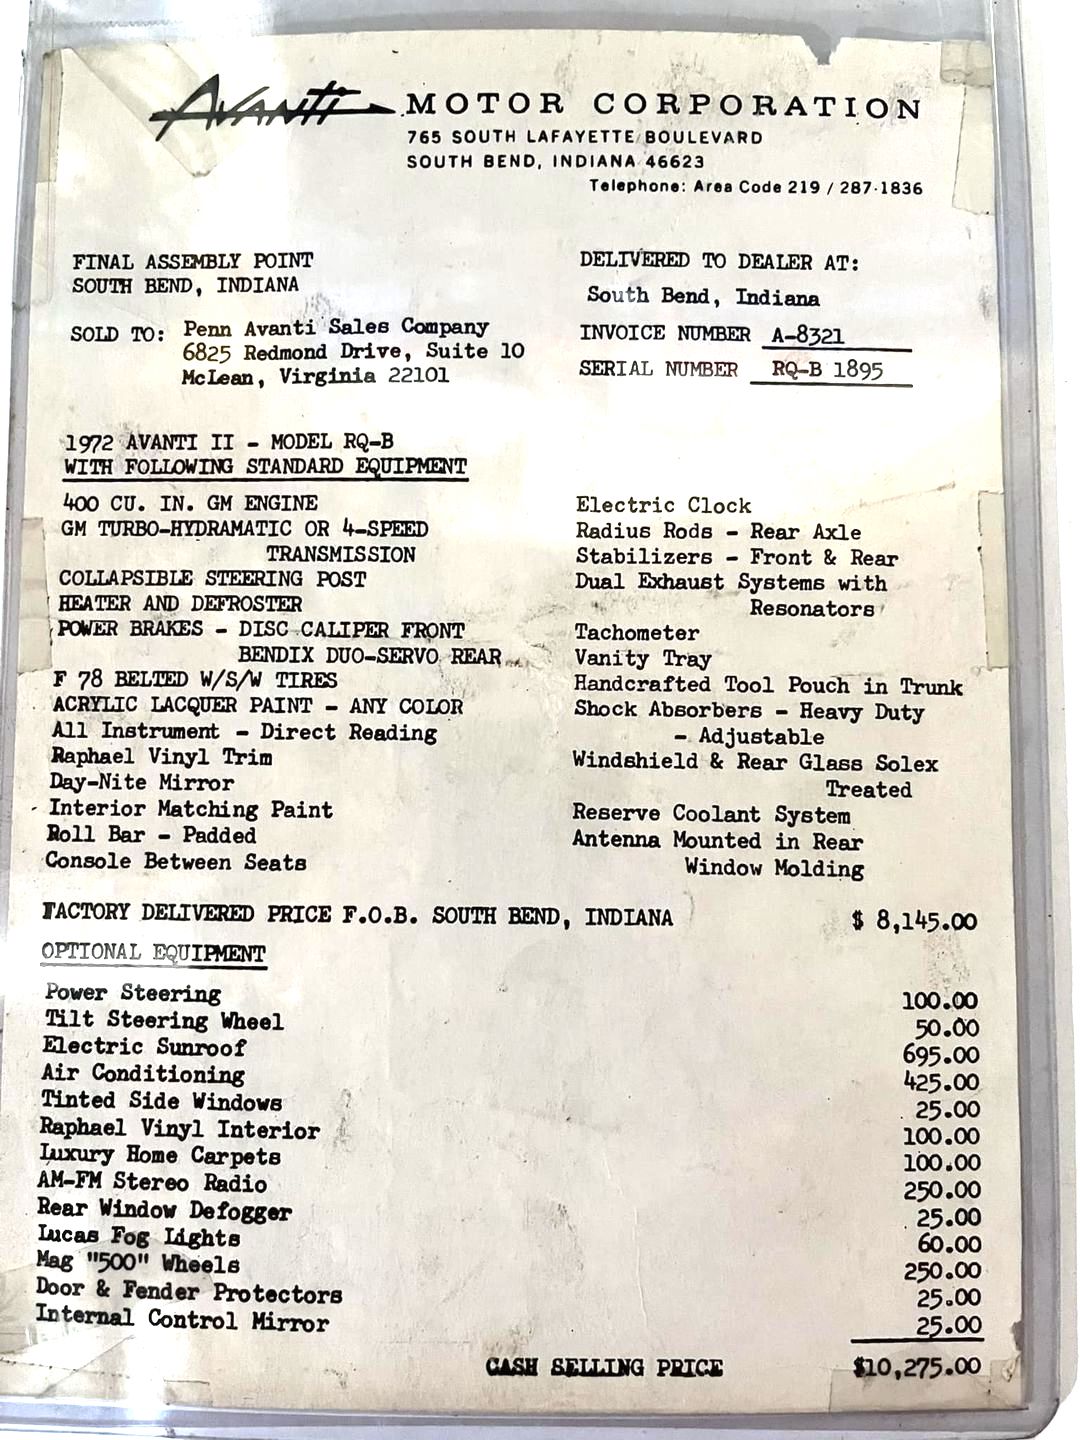 Avanti MOTOR CORPORATION
765 SOUTH LAFAYETTE BOULEVARD
SOUTH BEND, INDIANA 46623
Telephone: Area Code 219 / 287-1836
FINAL ASSEMBLY POINT
SOUTH BEND, INDIANA
DELIVERED TO DEALER AT:
South Bend, Indiana
SOLD TO: Penn Avanti Sales Company
6825 Redmond Drive, Suite 10
McLean, Virginia 22101
INVOICE NUMBER A-8321
SERIAL NUMBER RQ-B 1895
1972 AVANTI II - MODEL RQ-B
WITH FOLLOWING STANDARD EQUIPMENT
400 CU. IN. GM ENGINE
GM TURBO-HYDRAMATIC OR 4-SPEED
TRANSMISSION
COLLAPSIBLE STEERING POST
HEATER AND DEFROSTER
POWER BRAKES - DISC CALIPER FRONT
BENDIX DUO-SERVO REAR
F 78 BELTED W/S/W TIRES
ACRYLIC LACQUER PAINT - ANY COLOR
All Instrument - Direct Reading
Raphael Vinyl Trim
Day-Nite Mirror
Interior Matching Paint
Roll Bar - Padded
Console Between Seats
Electric Clock
Radius Rods - Rear Axle
Stabilizers - Front & Rear
Dual Exhaust Systems with
Resonators
Tachometer
Vanity Tray
Handcrafted Tool Pouch in Trunk
Shock Absorbers - Heavy Duty
- Adjustable
Windshield & Rear Glass Solex
Treated
Reserve Coolant System
Antenna Mounted in Rear
Window Molding
FACTORY DELIVERED PRICE F.O.B. SOUTH BEND, INDIANA $ 8,145.00
OPTIONAL EQUIPMENT
Power Steering 100.00
Tilt Steering Wheel 50.00
Electric Sunroof 695.00
Air Conditioning 425.00
Tinted Side Windows 25.00
Raphael Vinyl Interior 100.00
Luxury Home Carpets 100.00
AM-FM Stereo Radio 250.00
Rear Window Defogger 25.00
Lucas Fog Lights 60.00
Mag "500" Wheels 250.00
Door & Fender Protectors 25.00
Internal Control Mirror 25.00
CASH SELLING PRICE $10,275.00